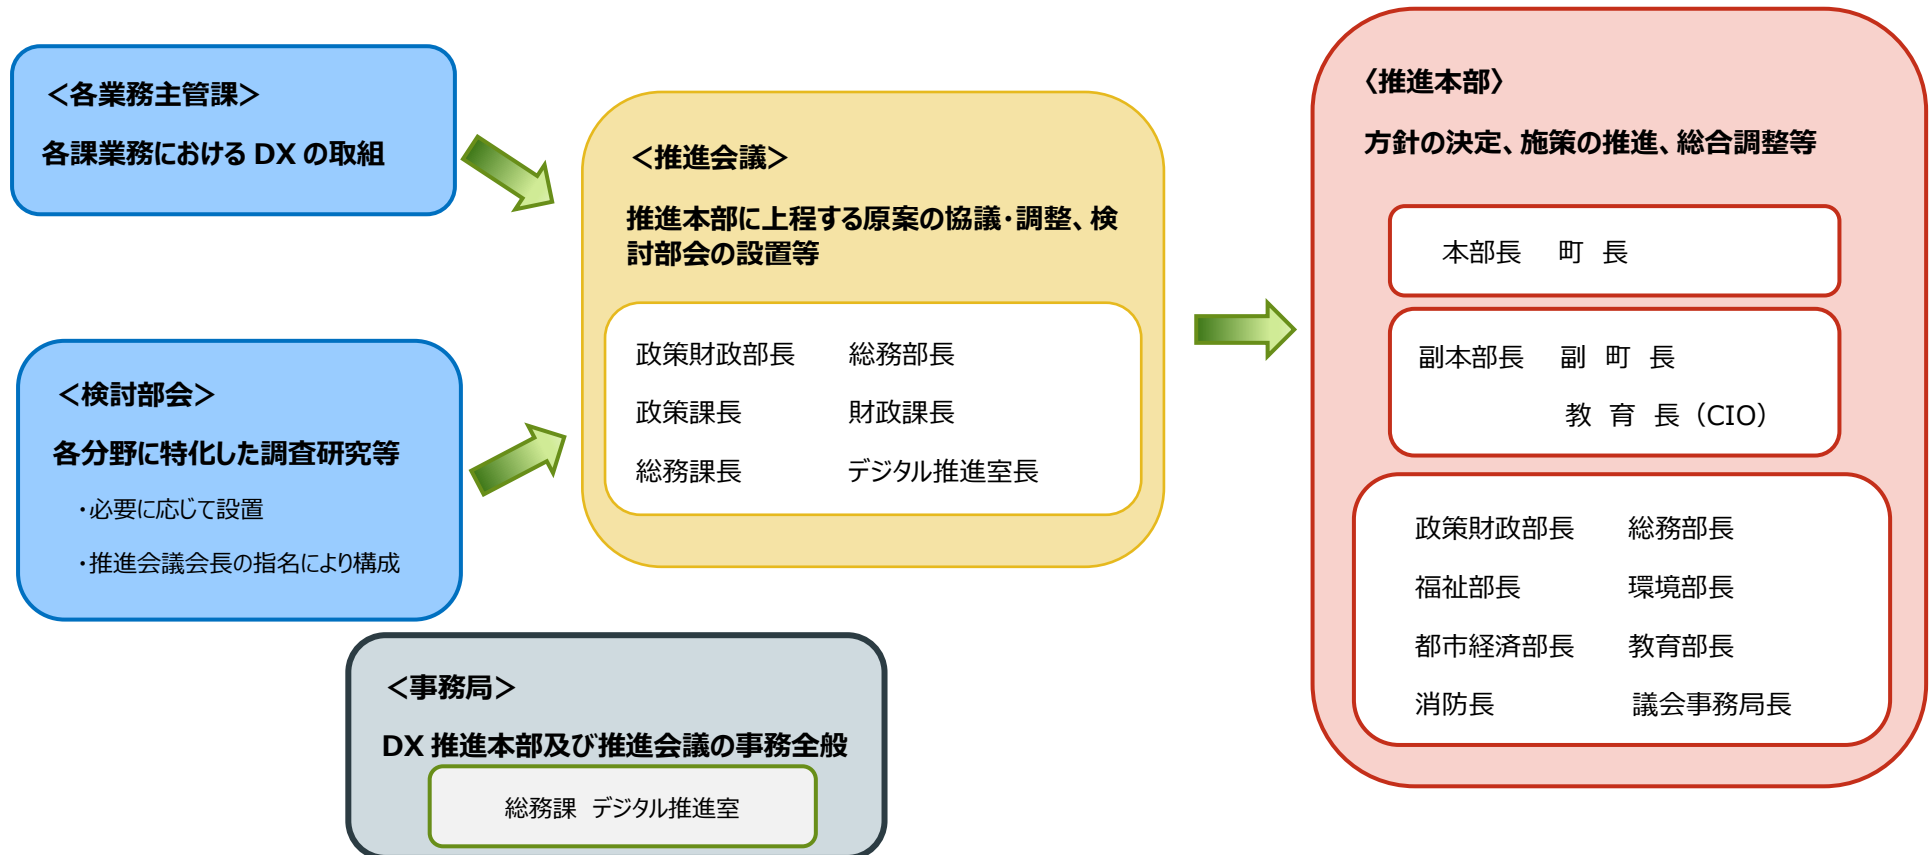 ＜各業務主管課＞
各課業務における DX の取組
＜検討部会＞
各分野に特化した調査研究等
・必要に応じて設置
・推進会議会長の指名により構成
＜推進会議＞
推進本部に上程する原案の協議・調整、検
討部会の設置等
政策財政部長　　総務部長
政策課長　　　　財政課長
総務課長　　　　デジタル推進室長
＜事務局＞
DX 推進本部及び推進会議の事務全般
総務課 デジタル推進室
〈推進本部〉
方針の決定、施策の推進、総合調整等
本部長　町　長
副本部長　副　町　長
教　育　長（CIO）
政策財政部長　　総務部長
福祉部長　　　　環境部長
都市経済部長　　教育部長
消防長　　　　　議会事務局長